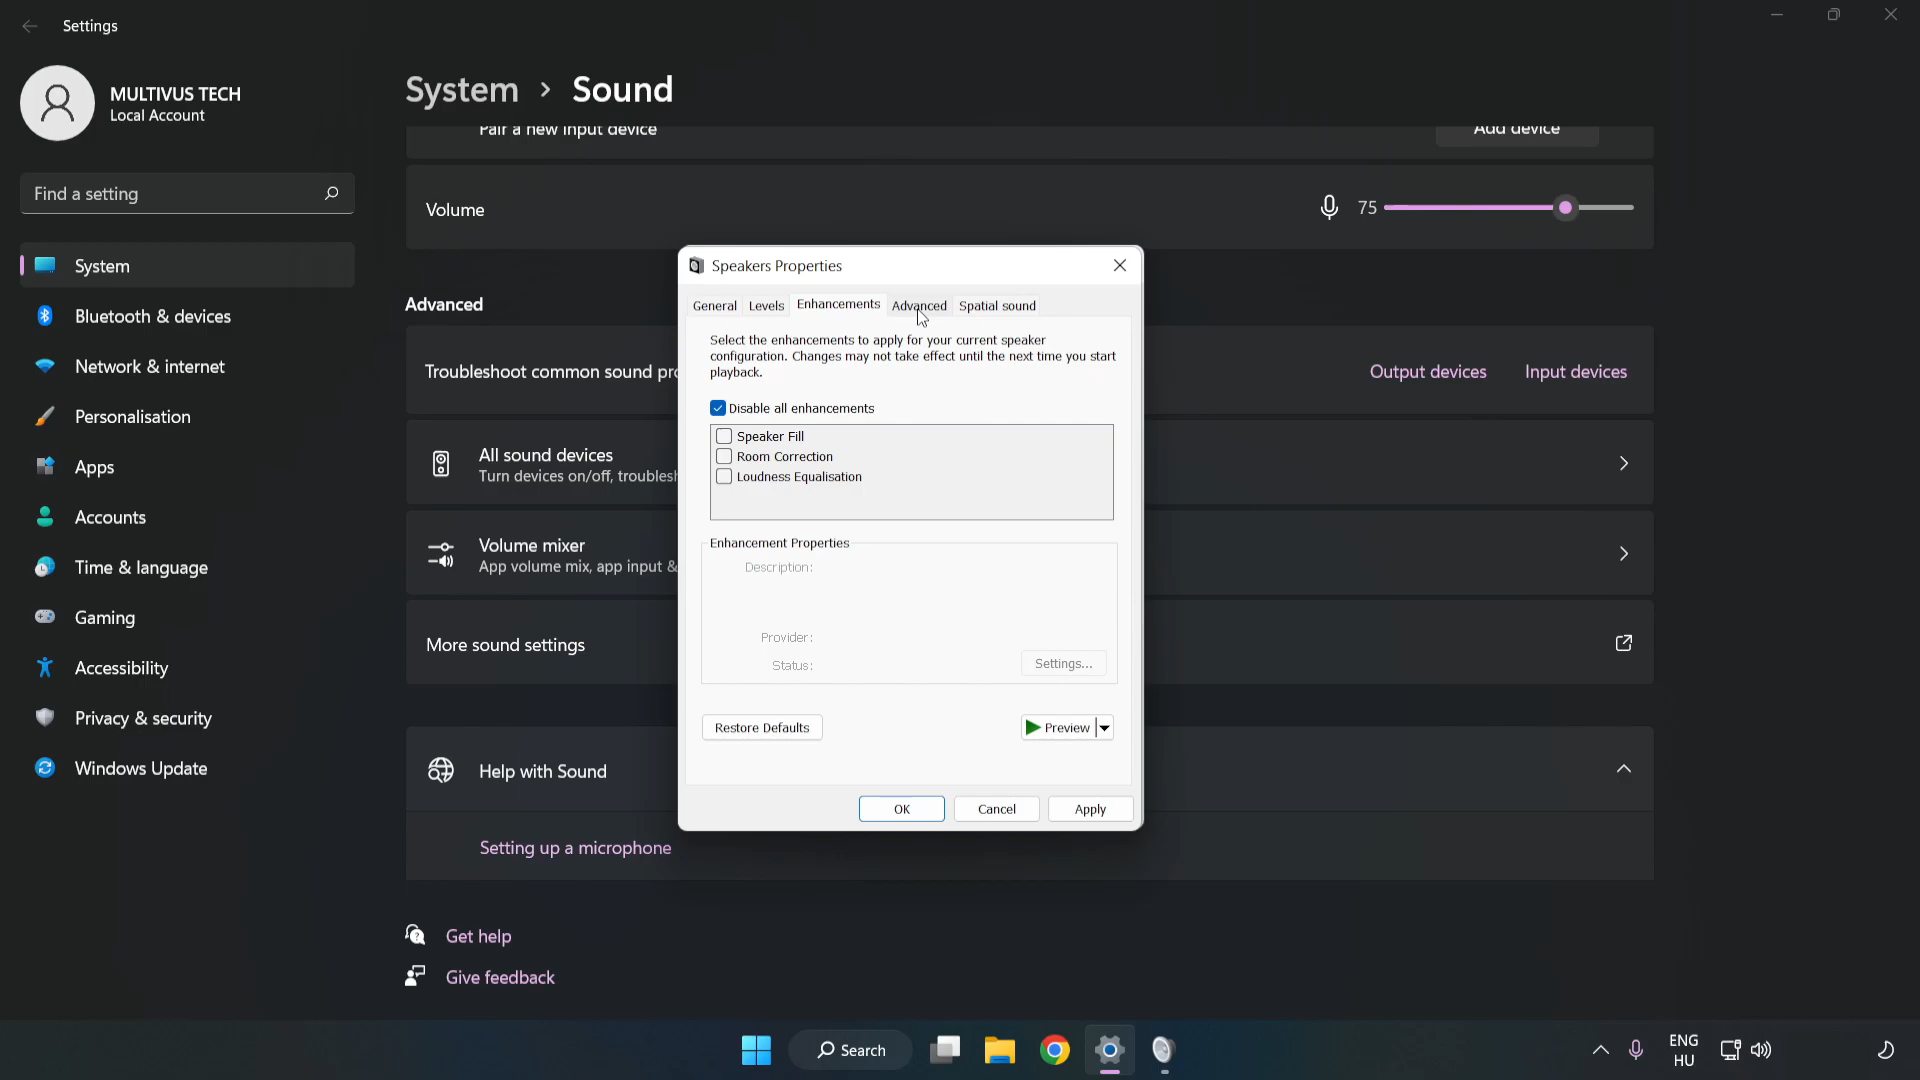 Settings
MULTIVUS TECH
Local Account
Find a setting
System
Bluetooth & devices
Network & internet
Personalisation
Apps
Accounts
Time & language
Gaming
Accessibility
Privacy & security
Windows Update
System > Sound
Pair a new input device
Add device
Volume
75
Advanced
Troubleshoot common sound pro
Output devices
Input devices
All sound devices
Turn devices on/off, troublesh
Volume mixer
App volume mix, app input &
More sound settings
Help with Sound
Setting up a microphone
Get help
Give feedback
Speakers Properties
General Levels Enhancements Advanced Spatial sound
Select the enhancements to apply for your current speaker
configuration. Changes may not take effect until the next time you start
playback.
Disable all enhancements
Speaker Fill
Room Correction
Loudness Equalisation
Enhancement Properties
Description:
Provider:
Status:
Settings...
Restore Defaults
Preview
OK
Cancel
Apply
Search
ENG
HU